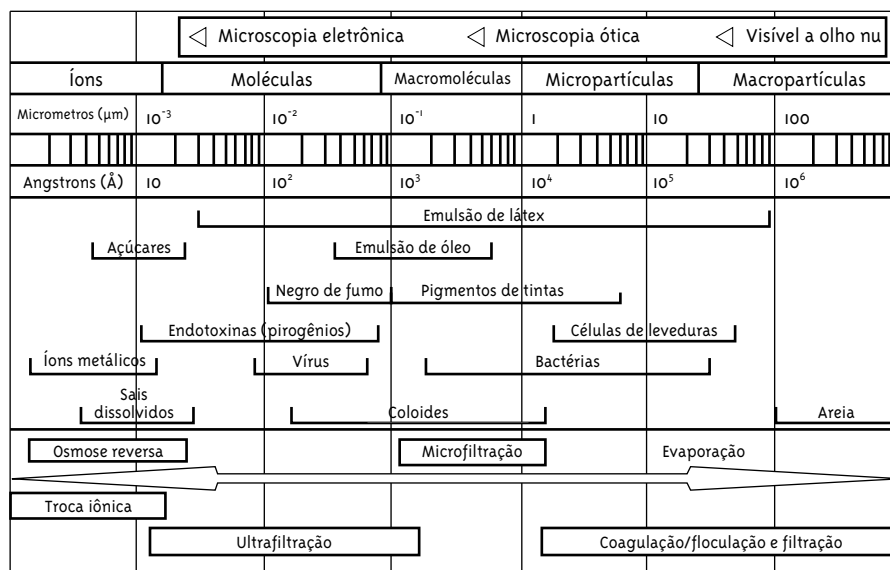 Microscopia eletrônica Microscopia ótica Visível a olho nu
Íons Moléculas Macromoléculas Micropartículas Macropartículas
Micrometros (μm) 10⁻³ 10⁻² 10⁻¹ 1 10 100
Angstrons (Å) 10 10² 10³ 10⁴ 10⁵ 10⁶
Emulsão de látex
Açúcares Emulsão de óleo
Negro de fumo Pigmentos de tintas
Endotoxinas (pirogênios) Células de leveduras
Íons metálicos Vírus Bactérias
Sais
dissolvidos Coloides Areia
Osmose reversa Microfiltração Evaporação
Troca iônica
Ultrafiltração Coagulação/floculação e filtração